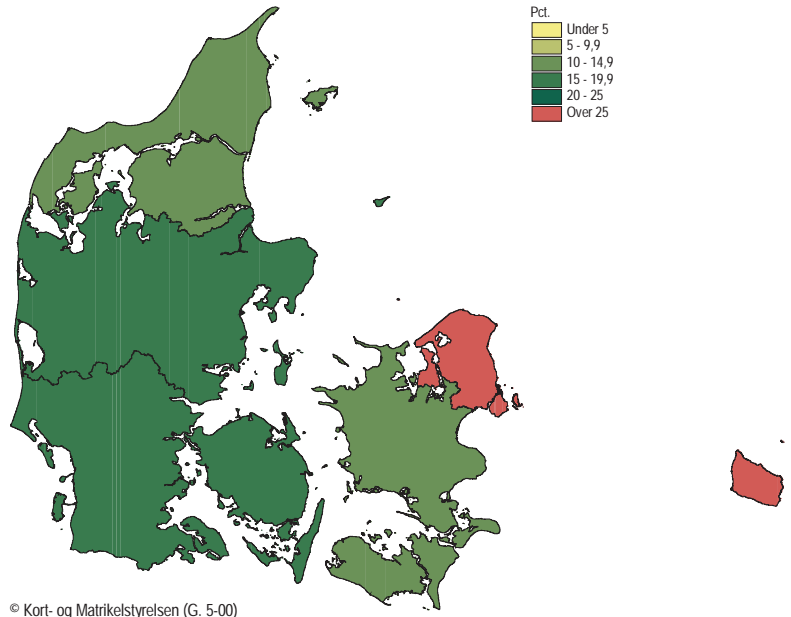 Pct.
Under 5
5 - 9,9
10 - 14,9
15 - 19,9
20 - 25
Over 25
© Kort- og Matrikelstyrelsen (G. 5-00)